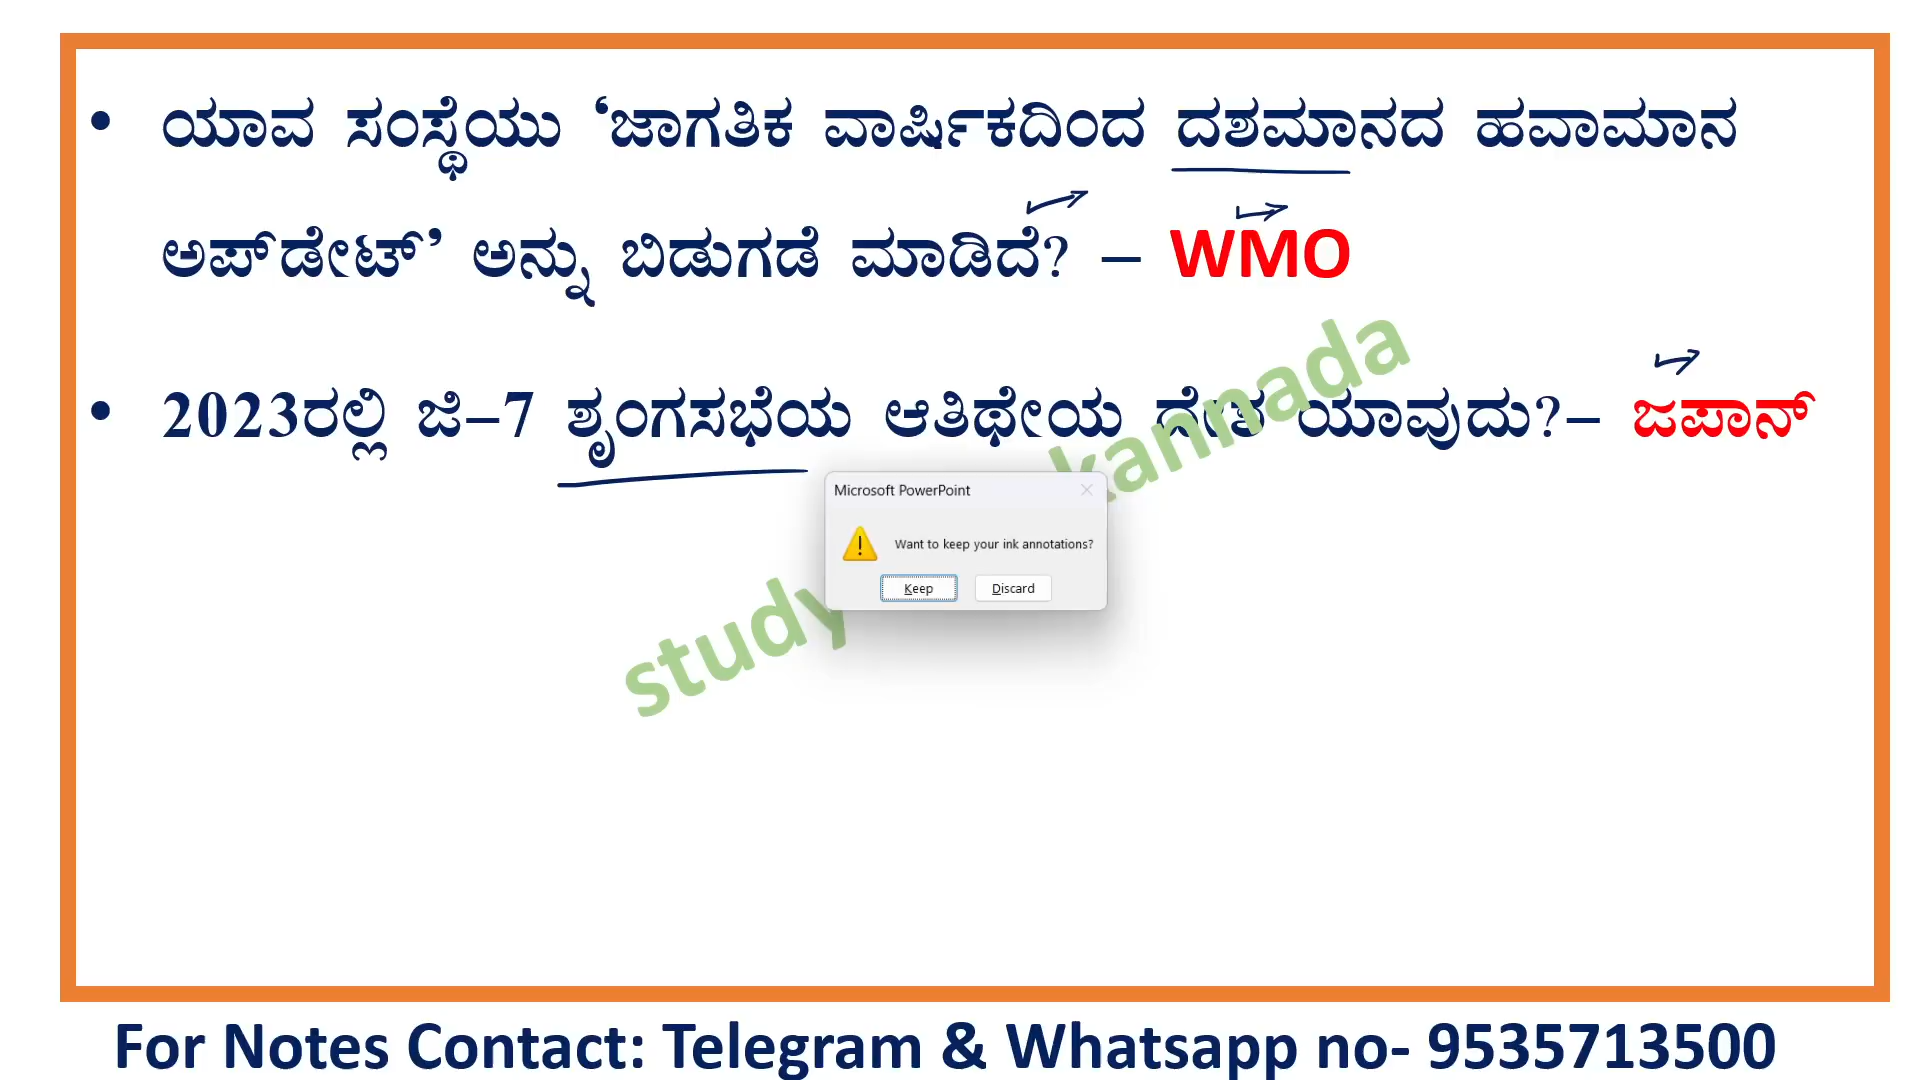 • ಯಾವ ಸಂಸ್ಥೆಯು ‘ಜಾಗತಿಕ ವಾರ್ಷಿಕದಿಂದ ದಶಮಾನದ ಹವಾಮಾನ
ಅಪ್‌ಡೇಟ್’ ಅನ್ನು ಬಿಡುಗಡೆ ಮಾಡಿದೆ? – WMO
• 2023ರಲ್ಲಿ ಜಿ–7 ಶೃಂಗಸಭೆಯ ಆತಿಥೇಯ ದೇಶ ಯಾವುದು?– ಜಪಾನ್
Microsoft PowerPoint
Want to keep your ink annotations?
Keep Discard
study kannada
For Notes Contact: Telegram & Whatsapp no- 9535713500